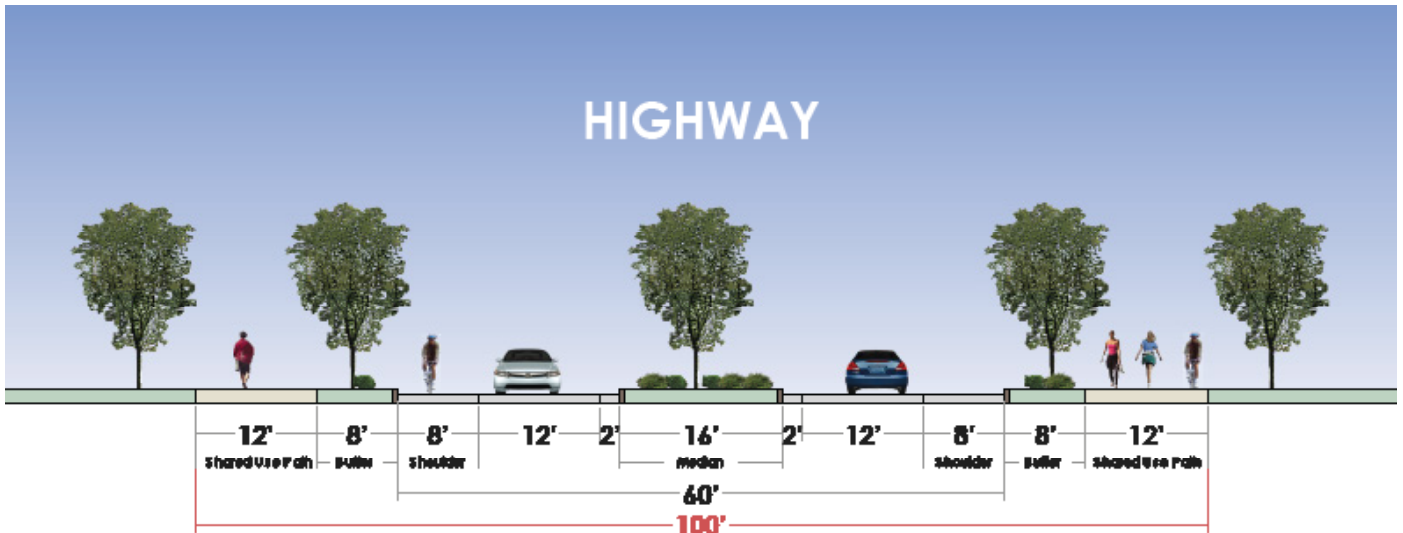 HIGHWAY
12' 8' 8' 12' 2' 16' 2' 12' 8' 8' 12'
Shared Use Path Buffer Shoulder Median Shoulder Buffer Shared Use Path
60'
100'